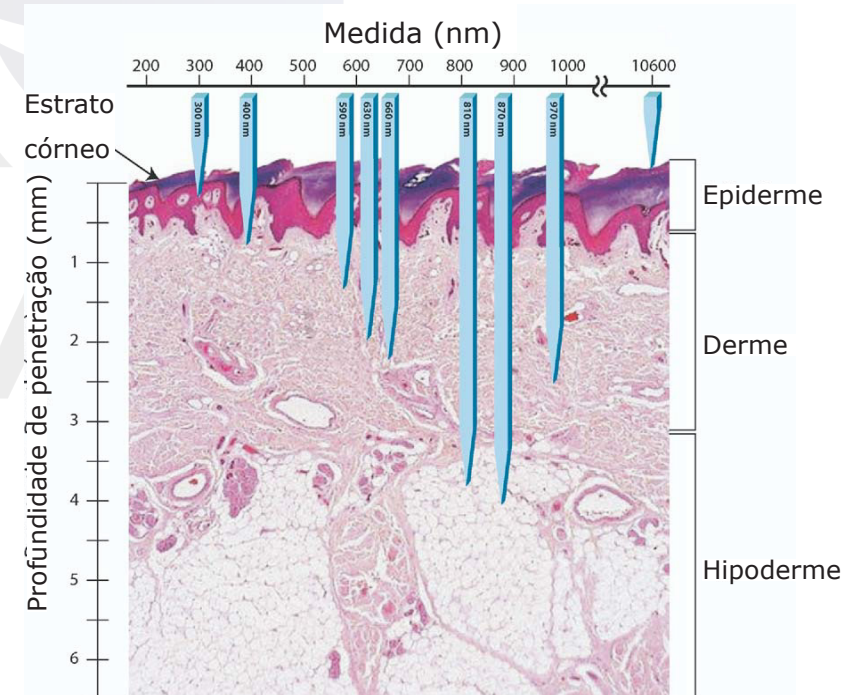 Medida (nm)
200 300 400 500 600 700 800 900 1000 10600
Estrato
córneo
300 nm
400 nm
590 nm
630 nm
660 nm
810 nm
870 nm
970 nm
Profundidade de penetração (mm)
1
2
3
4
5
6
Epiderme
Derme
Hipoderme